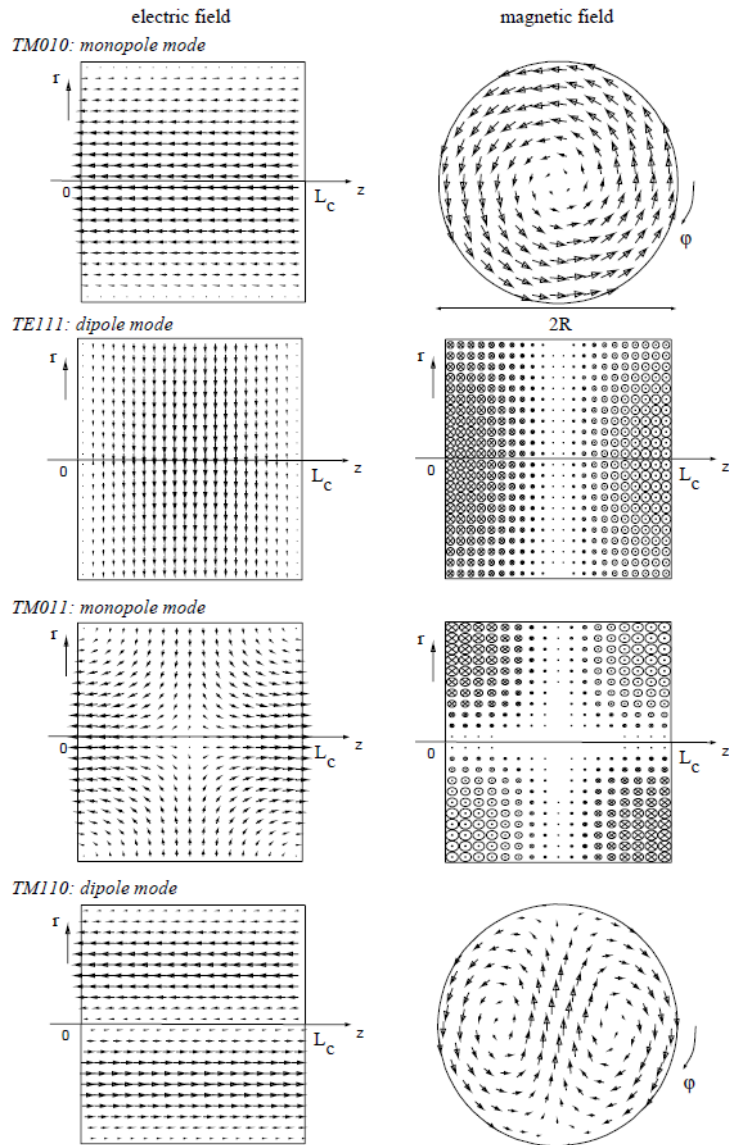 electric field magnetic field
TM010: monopole mode
r
0 L_c z
φ
2R
TE111: dipole mode
r r
0 L_c z 0 L_c z
TM011: monopole mode
r r
0 L_c z 0 L_c z
TM110: dipole mode
r
0 L_c z
φ